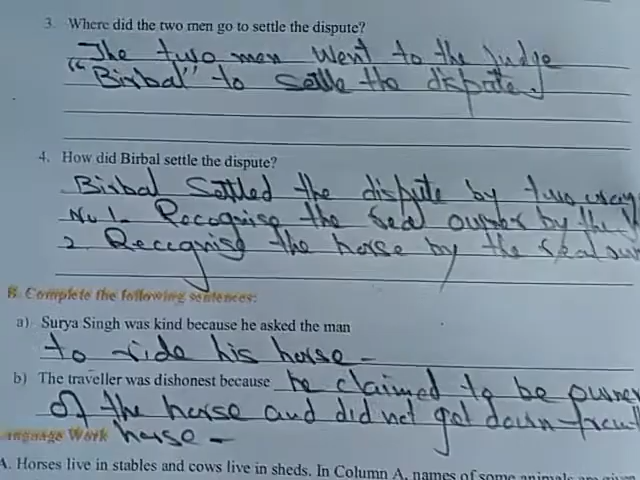 3. Where did the two men go to settle the dispute?
The two men went to the Judge
"Birbal" to settle the dispute.
4. How did Birbal settle the dispute?
Birbal Settled the dispute by two way
No 1. Recognise the real owner by the
2. Recognise the horse by the real own
B. Complete the following sentences:
a) Surya Singh was kind because he asked the man
to ride his horse -
b) The traveller was dishonest because he claimed to be owner
of the horse and did not get down from
anguage Work horse -
A. Horses live in stables and cows live in sheds. In Column A, names of some animals are given